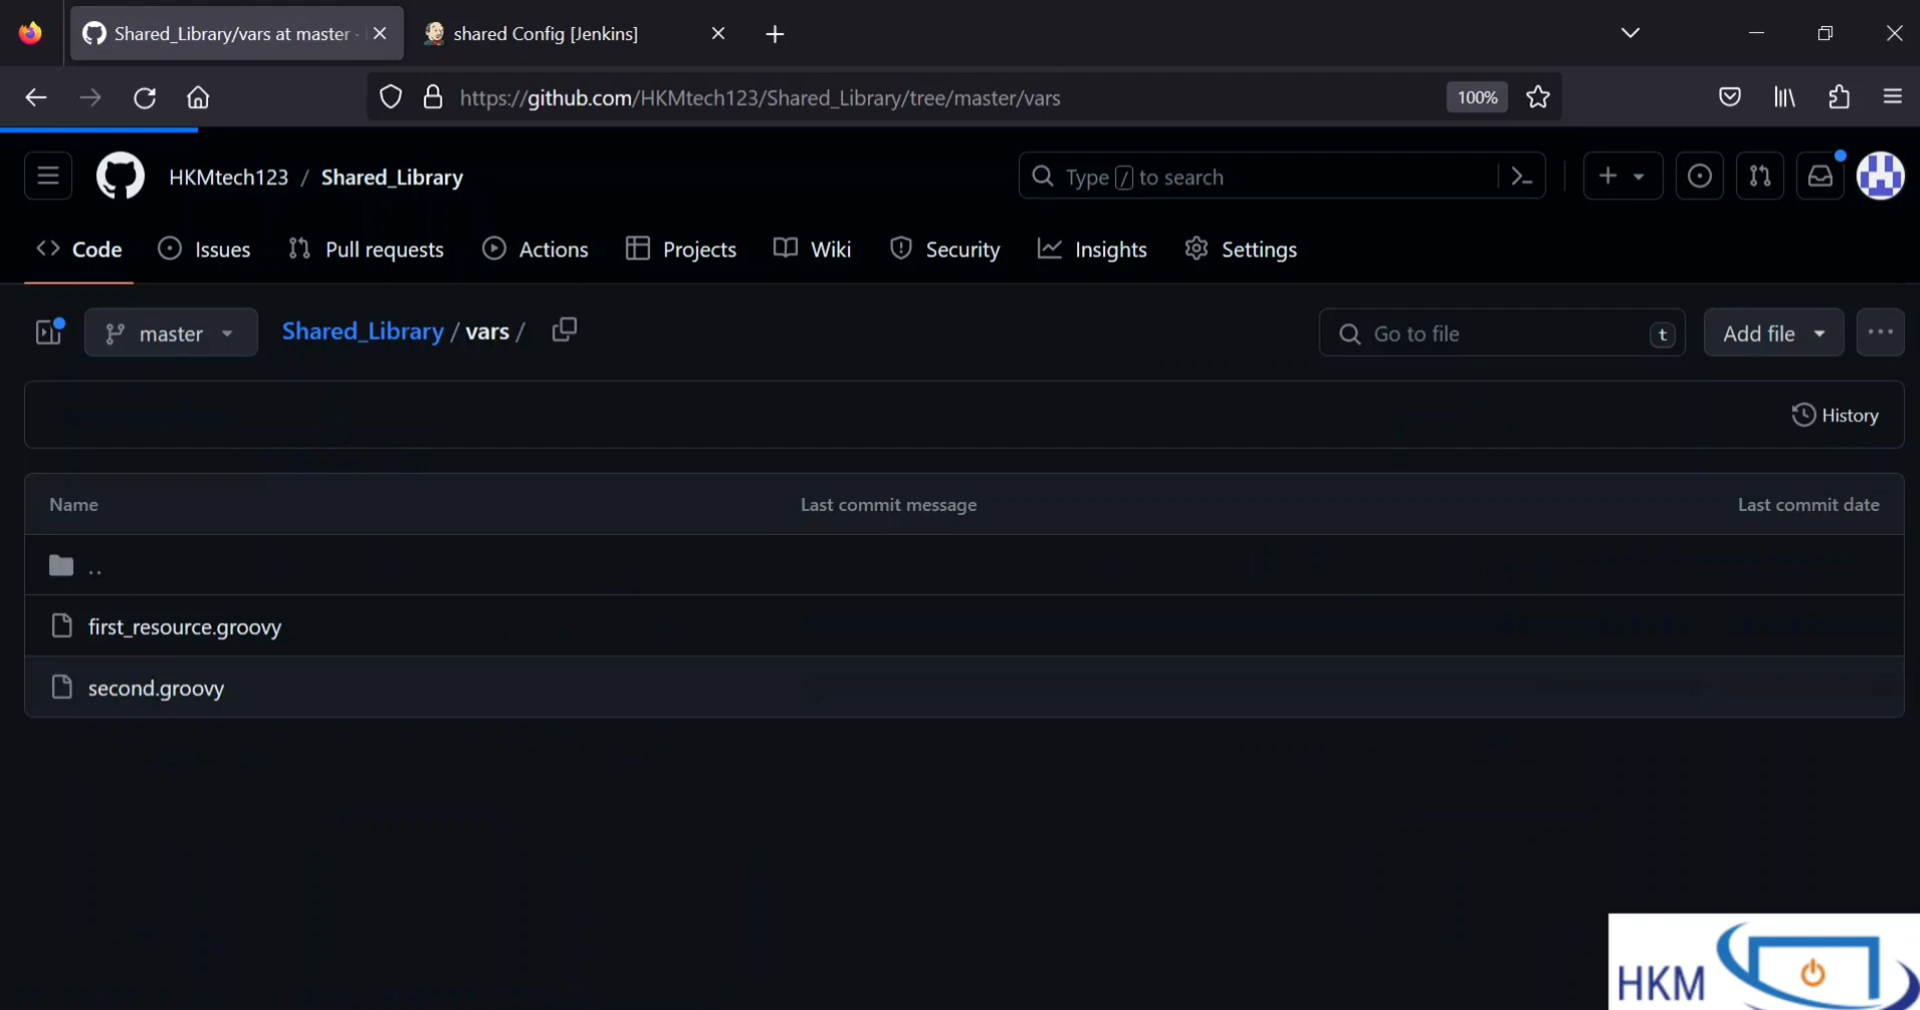 Shared_Library/vars at master -
shared Config [Jenkins]
https://github.com/HKMtech123/Shared_Library/tree/master/vars
100%
HKMtech123 / Shared_Library
Type / to search
Code Issues Pull requests Actions Projects Wiki Security Insights Settings
master
Shared_Library / vars /
Go to file t
Add file
History
Name Last commit message Last commit date
..
first_resource.groovy
second.groovy
HKM